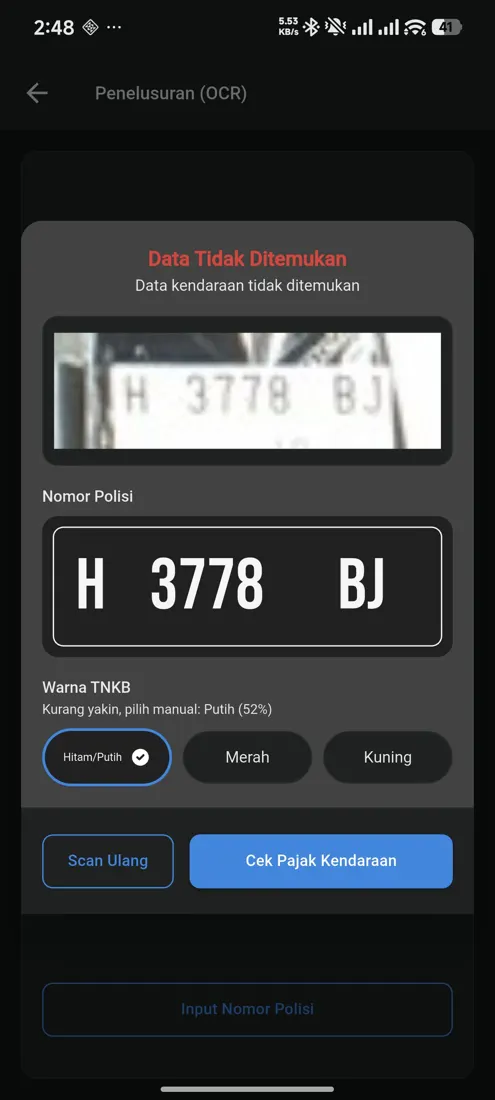 2:48
5.53
KB/s
41
Penelusuran (OCR)
Data Tidak Ditemukan
Data kendaraan tidak ditemukan
H 3778 BJ
Nomor Polisi
H 3778 BJ
Warna TNKB
Kurang yakin, pilih manual: Putih (52%)
Hitam/Putih Merah Kuning
Scan Ulang Cek Pajak Kendaraan
Input Nomor Polisi